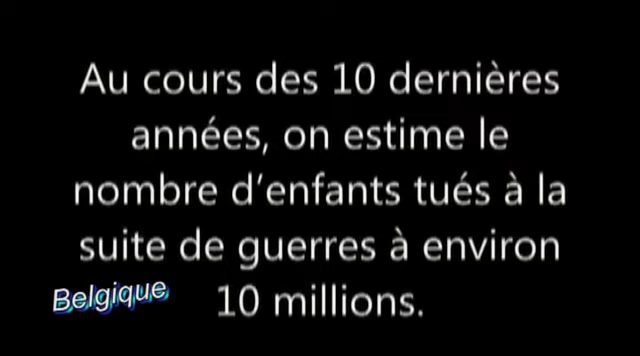 Au cours des 10 dernières
années, on estime le
nombre d’enfants tués à la
suite de guerres à environ
10 millions.
Belgique